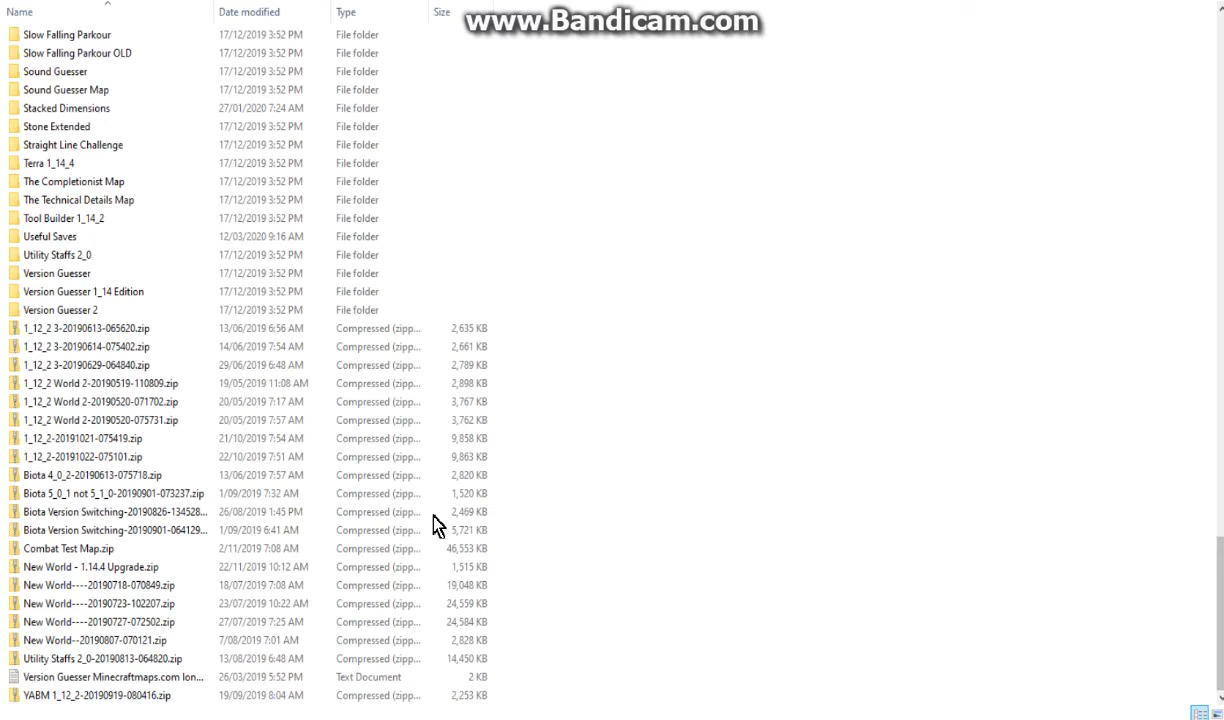 www.Bandicam.com
Name Date modified Type Size
Slow Falling Parkour 17/12/2019 3:52 PM File folder
Slow Falling Parkour OLD 17/12/2019 3:52 PM File folder
Sound Guesser 17/12/2019 3:52 PM File folder
Sound Guesser Map 17/12/2019 3:52 PM File folder
Stacked Dimensions 27/01/2020 7:24 AM File folder
Stone Extended 17/12/2019 3:52 PM File folder
Straight Line Challenge 17/12/2019 3:52 PM File folder
Terra 1_14_4 17/12/2019 3:52 PM File folder
The Completionist Map 17/12/2019 3:52 PM File folder
The Technical Details Map 17/12/2019 3:52 PM File folder
Tool Builder 1_14_2 17/12/2019 3:52 PM File folder
Useful Saves 12/03/2020 9:16 AM File folder
Utility Staffs 2_0 17/12/2019 3:52 PM File folder
Version Guesser 17/12/2019 3:52 PM File folder
Version Guesser 1_14 Edition 17/12/2019 3:52 PM File folder
Version Guesser 2 17/12/2019 3:52 PM File folder
1_12_2 3-20190613-065620.zip 13/06/2019 6:56 AM Compressed (zipp... 2,635 KB
1_12_2 3-20190614-075402.zip 14/06/2019 7:54 AM Compressed (zipp... 2,661 KB
1_12_2 3-20190629-064840.zip 29/06/2019 6:48 AM Compressed (zipp... 2,789 KB
1_12_2 World 2-20190519-110809.zip 19/05/2019 11:08 AM Compressed (zipp... 2,898 KB
1_12_2 World 2-20190520-071702.zip 20/05/2019 7:17 AM Compressed (zipp... 3,767 KB
1_12_2 World 2-20190520-075731.zip 20/05/2019 7:57 AM Compressed (zipp... 3,762 KB
1_12_2-20191021-075419.zip 21/10/2019 7:54 AM Compressed (zipp... 9,858 KB
1_12_2-20191022-075101.zip 22/10/2019 7:51 AM Compressed (zipp... 9,863 KB
Biota 4_0_2-20190613-075718.zip 13/06/2019 7:57 AM Compressed (zipp... 2,820 KB
Biota 5_0_1 not 5_1_0-20190901-073237.zip 1/09/2019 7:32 AM Compressed (zipp... 1,520 KB
Biota Version Switching-20190826-134528... 26/08/2019 1:45 PM Compressed (zipp... 2,469 KB
Biota Version Switching-20190901-064129... 1/09/2019 6:41 AM Compressed (zipp... 5,721 KB
Combat Test Map.zip 2/11/2019 7:08 AM Compressed (zipp... 46,553 KB
New World - 1.14.4 Upgrade.zip 22/11/2019 10:12 AM Compressed (zipp... 1,515 KB
New World----20190718-070849.zip 18/07/2019 7:08 AM Compressed (zipp... 19,048 KB
New World----20190723-102207.zip 23/07/2019 10:22 AM Compressed (zipp... 24,559 KB
New World----20190727-072502.zip 27/07/2019 7:25 AM Compressed (zipp... 24,584 KB
New World--20190807-070121.zip 7/08/2019 7:01 AM Compressed (zipp... 2,828 KB
Utility Staffs 2_0-20190813-064820.zip 13/08/2019 6:48 AM Compressed (zipp... 14,450 KB
Version Guesser Minecraftmaps.com lon... 26/03/2019 5:52 PM Text Document 2 KB
YABM 1_12_2-20190919-080416.zip 19/09/2019 8:04 AM Compressed (zipp... 2,253 KB